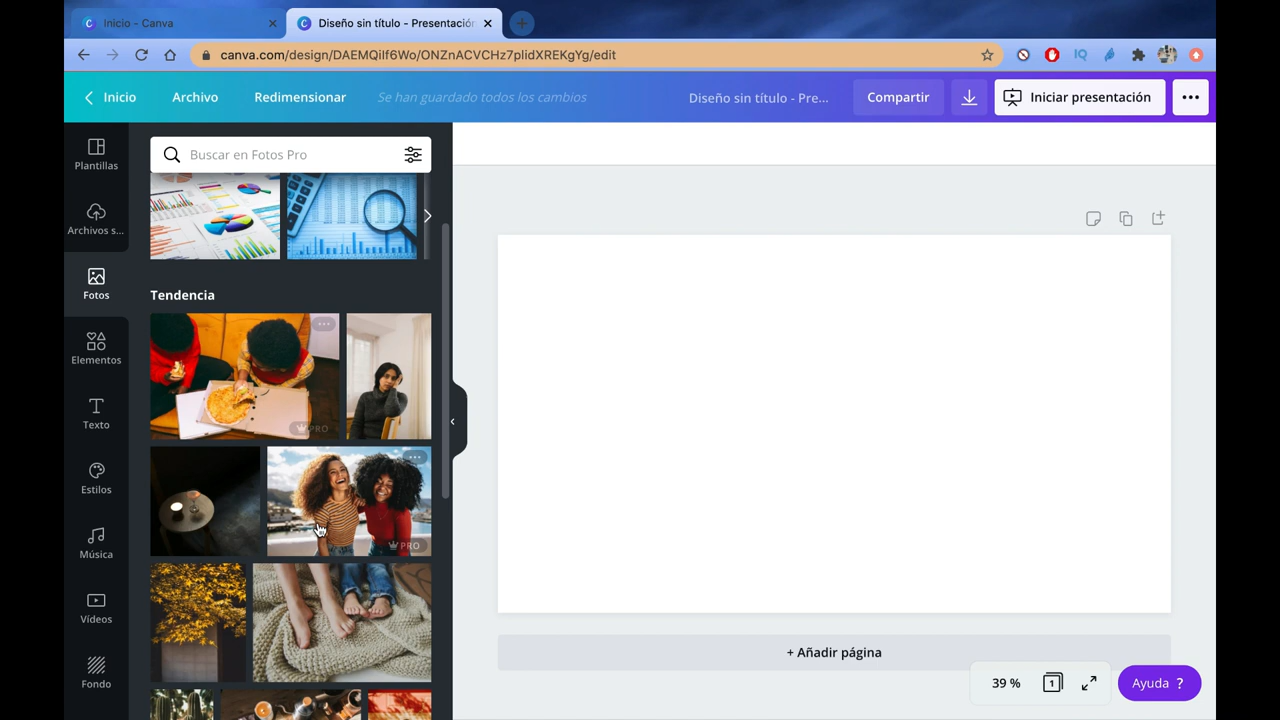 Inicio - Canva
Diseño sin título - Presentación
canva.com/design/DAEMQiIf6Wo/ONZnACVCHz7plidXREKgYg/edit
Inicio
Archivo
Redimensionar
Se han guardado todos los cambios
Diseño sin título - Pre...
Compartir
Iniciar presentación
Plantillas
Archivos s...
Fotos
Elementos
Texto
Estilos
Música
Vídeos
Fondo
Buscar en Fotos Pro
Tendencia
PRO
PRO
+ Añadir página
39 %
1
Ayuda ?